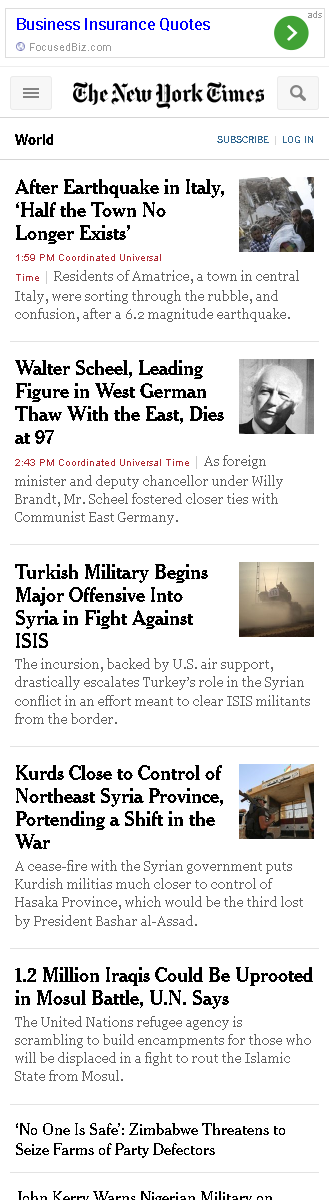 ads
Business Insurance Quotes
FocusedBiz.com
The New York Times
World
SUBSCRIBE | LOG IN
After Earthquake in Italy,
‘Half the Town No
Longer Exists’
1:59 PM Coordinated Universal
Time | Residents of Amatrice, a town in central
Italy, were sorting through the rubble, and
confusion, after a 6.2 magnitude earthquake.
Walter Scheel, Leading
Figure in West German
Thaw With the East, Dies
at 97
2:43 PM Coordinated Universal Time | As foreign
minister and deputy chancellor under Willy
Brandt, Mr. Scheel fostered closer ties with
Communist East Germany.
Turkish Military Begins
Major Offensive Into
Syria in Fight Against
ISIS
The incursion, backed by U.S. air support,
drastically escalates Turkey’s role in the Syrian
conflict in an effort meant to clear ISIS militants
from the border.
Kurds Close to Control of
Northeast Syria Province,
Portending a Shift in the
War
A cease-fire with the Syrian government puts
Kurdish militias much closer to control of
Hasaka Province, which would be the third lost
by President Bashar al-Assad.
1.2 Million Iraqis Could Be Uprooted
in Mosul Battle, U.N. Says
The United Nations refugee agency is
scrambling to build encampments for those who
will be displaced in a fight to rout the Islamic
State from Mosul.
‘No One Is Safe’: Zimbabwe Threatens to
Seize Farms of Party Defectors
John Kerry Warns Nigerian Military on